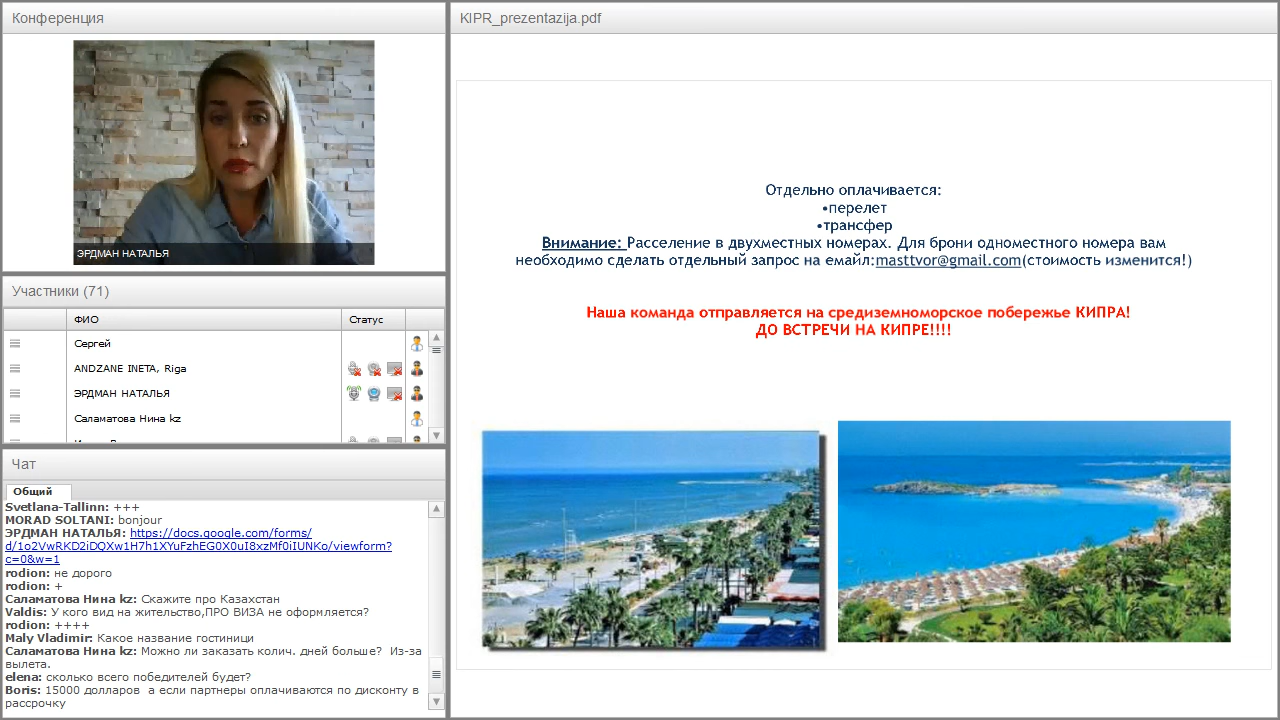 Конференция
ЭРДМАН НАТАЛЬЯ
Участники (71)
ФИО
Статус
Сергей
ANDZANE INETA, Riga
ЭРДМАН НАТАЛЬЯ
Саламатова Нина kz
Чат
Общий
Svetlana-Tallinn: +++
MORAD SOLTANI: bonjour
ЭРДМАН НАТАЛЬЯ: https://docs.google.com/forms/
d/1o2VwRKD2iDQXw1H7h1XYuFzhEG0X0uI8xzMf0iIUNKo/viewform?
c=0&w=1
rodion: не дорого
rodion: +
Саламатова Нина kz: Скажите про Казахстан
Valdis: У кого вид на жительство,ПРО ВИЗА не оформляется?
rodion: ++++
Maly Vladimir: Какое название гостиници
Саламатова Нина kz: Можно ли заказать колич. дней больше? Из-за
вылета.
elena: сколько всего победителей будет?
Boris: 15000 долларов а если партнеры оплачиваются по дисконту в
рассрочку
KIPR_prezentazija.pdf
Отдельно оплачивается:
•перелет
•трансфер
Внимание: Расселение в двухместных номерах. Для брони одноместного номера вам
необходимо сделать отдельный запрос на емайл:masttvor@gmail.com(стоимость изменится!)
Наша команда отправляется на средиземноморское побережье КИПРА!
ДО ВСТРЕЧИ НА КИПРЕ!!!!